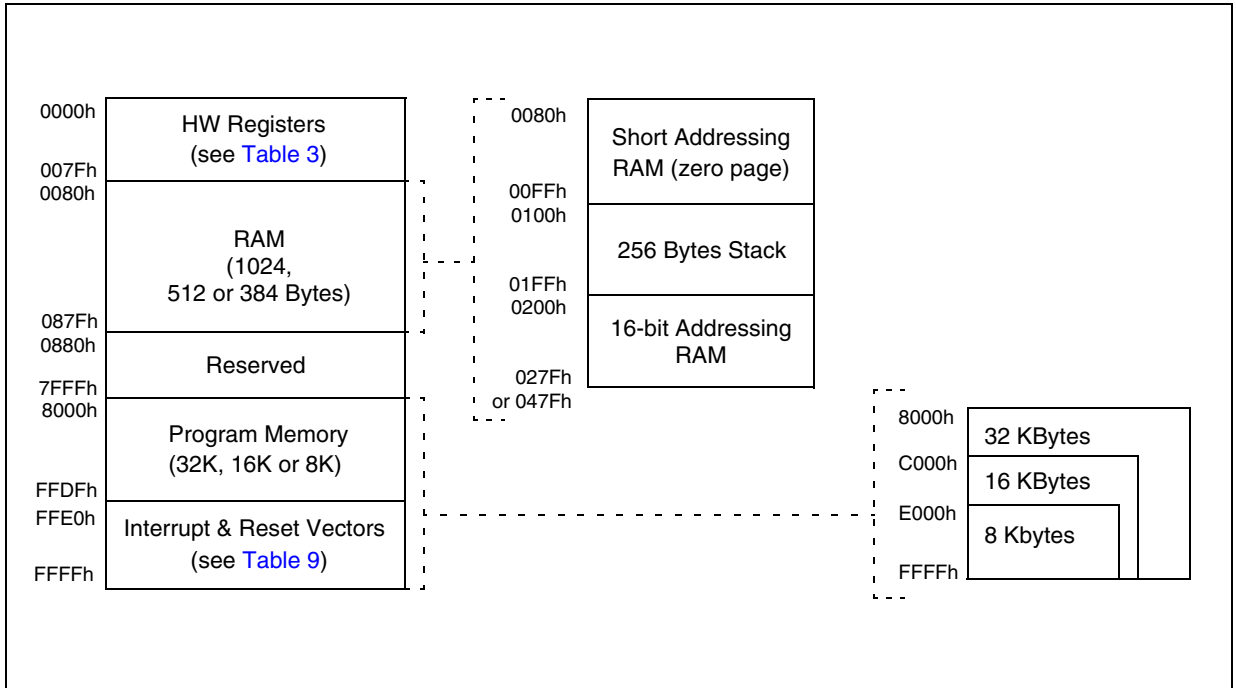 0000h
HW Registers
(see Table 3)
007Fh
0080h
RAM
(1024,
512 or 384 Bytes)
087Fh
0880h
Reserved
7FFFh
8000h
Program Memory
(32K, 16K or 8K)
FFDFh
FFE0h
Interrupt & Reset Vectors
(see Table 9)
FFFFh
0080h
Short Addressing
RAM (zero page)
00FFh
0100h
256 Bytes Stack
01FFh
0200h
16-bit Addressing
RAM
027Fh
or 047Fh
8000h
32 KBytes
C000h
16 KBytes
E000h
8 Kbytes
FFFFh